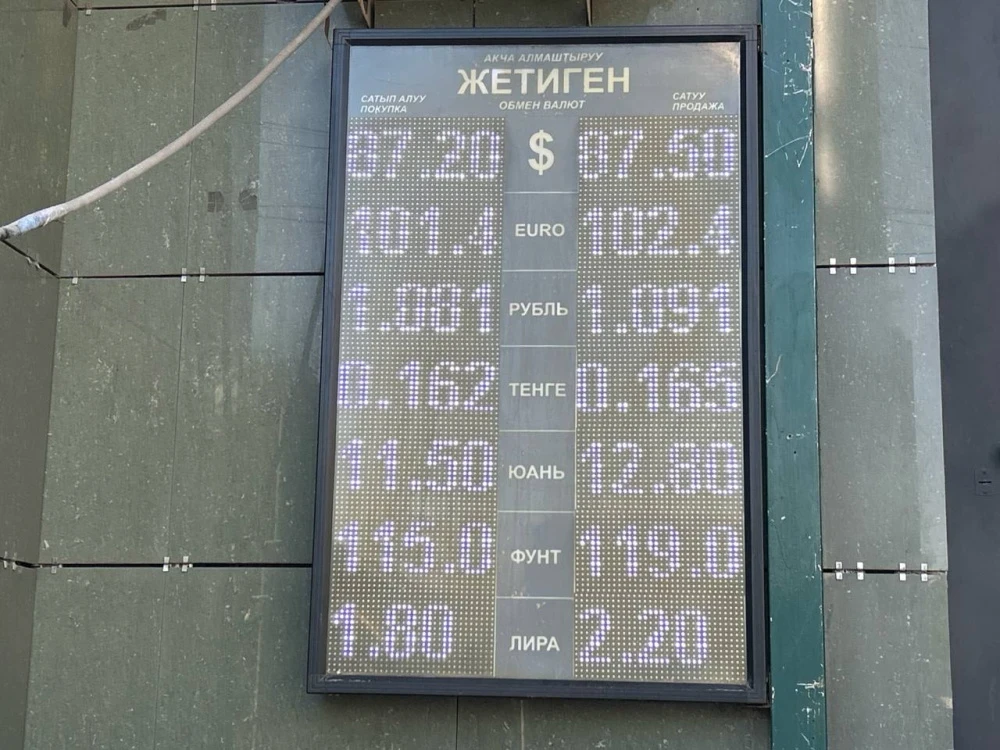 АКЧА АЛМАШТЫРУУ
ЖЕТИГЕН
ОБМЕН ВАЛЮТ
САТЫП АЛУУ
ПОКУПКА
САТУУ
ПРОДАЖА
87.20 $ 87.50
101.4 EURO 102.4
1.081 РУБЛЬ 1.091
0.162 ТЕНГЕ 0.165
11.50 ЮАНЬ 12.80
115.0 ФУНТ 119.0
1.80 ЛИРА 2.20